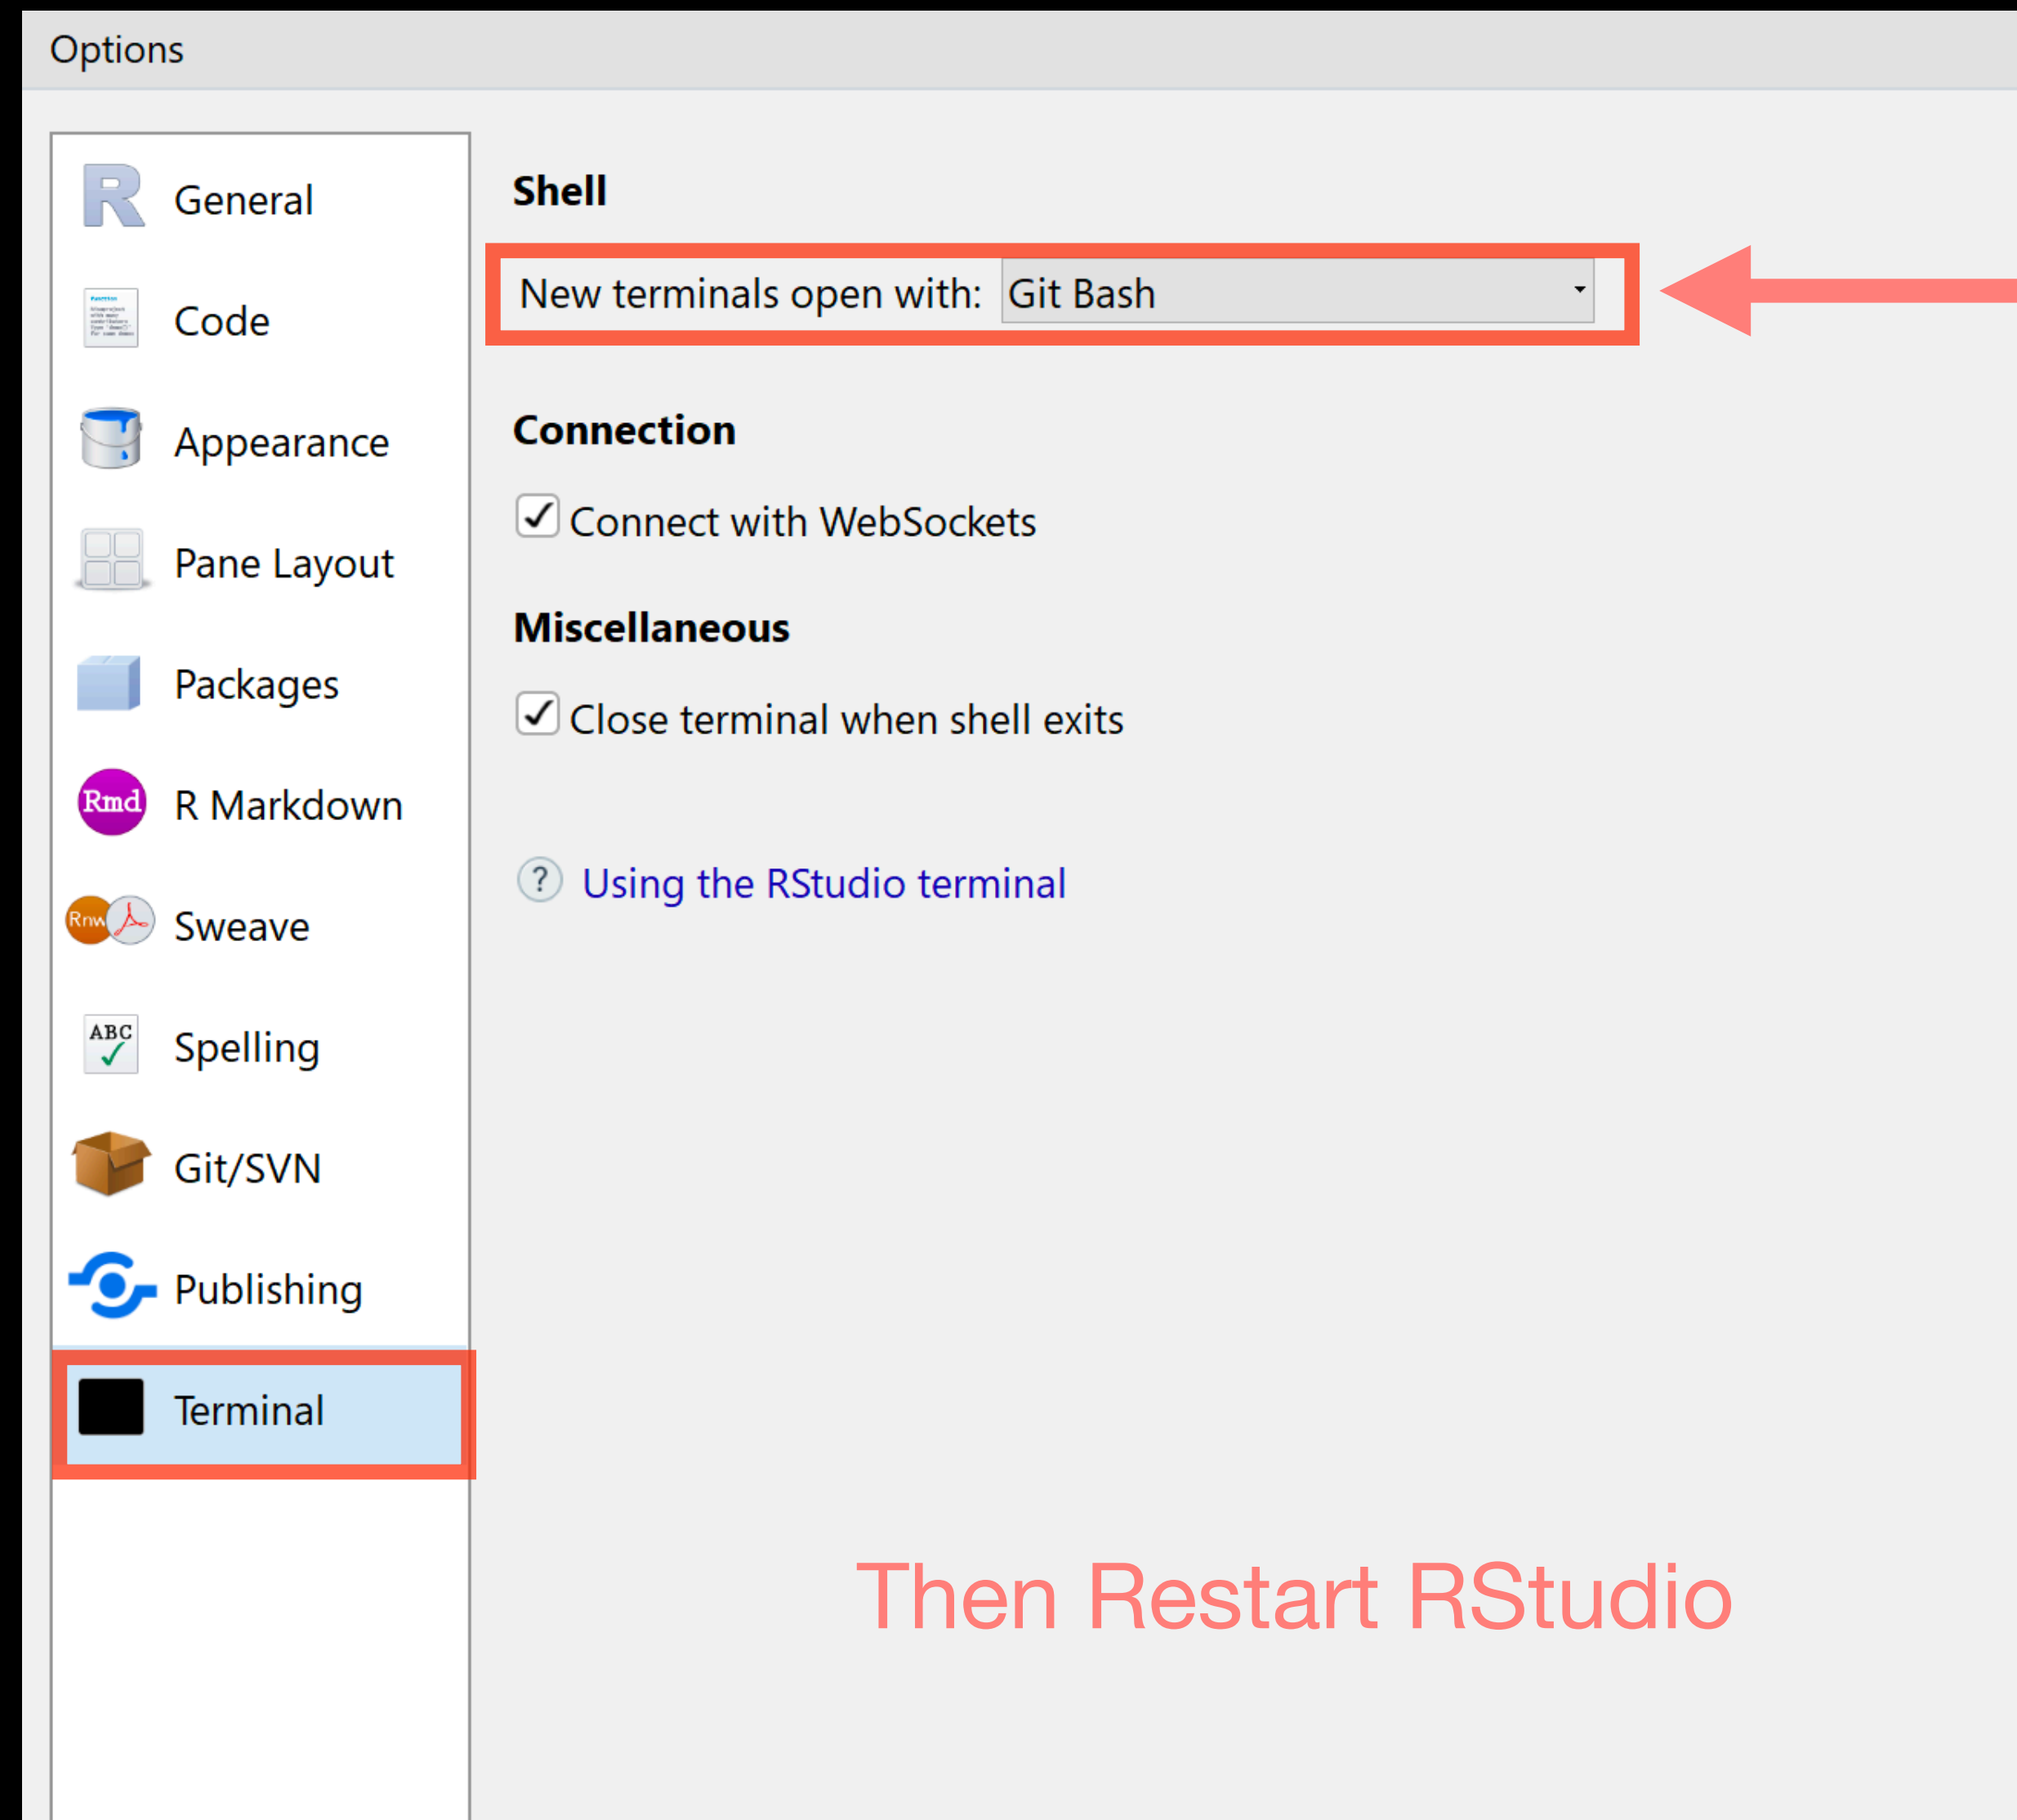 Options
General
Code
Appearance
Pane Layout
Packages
Rmd
R Markdown
Rnw
Sweave
ABC
Spelling
Git/SVN
Publishing
Terminal
Shell
New terminals open with: Git Bash
Connection
Connect with WebSockets
Miscellaneous
Close terminal when shell exits
? Using the RStudio terminal
Then Restart RStudio